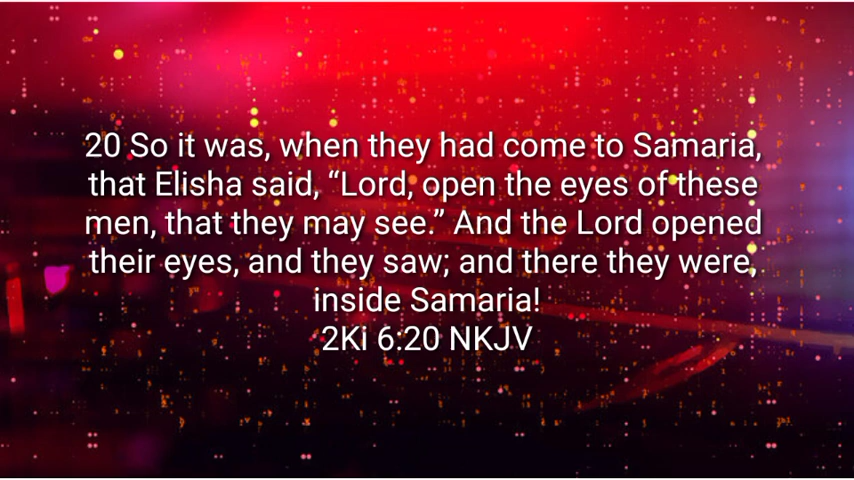 20 So it was, when they had come to Samaria,
that Elisha said, “Lord, open the eyes of these
men, that they may see.” And the Lord opened
their eyes, and they saw; and there they were,
inside Samaria!
2Ki 6:20 NKJV